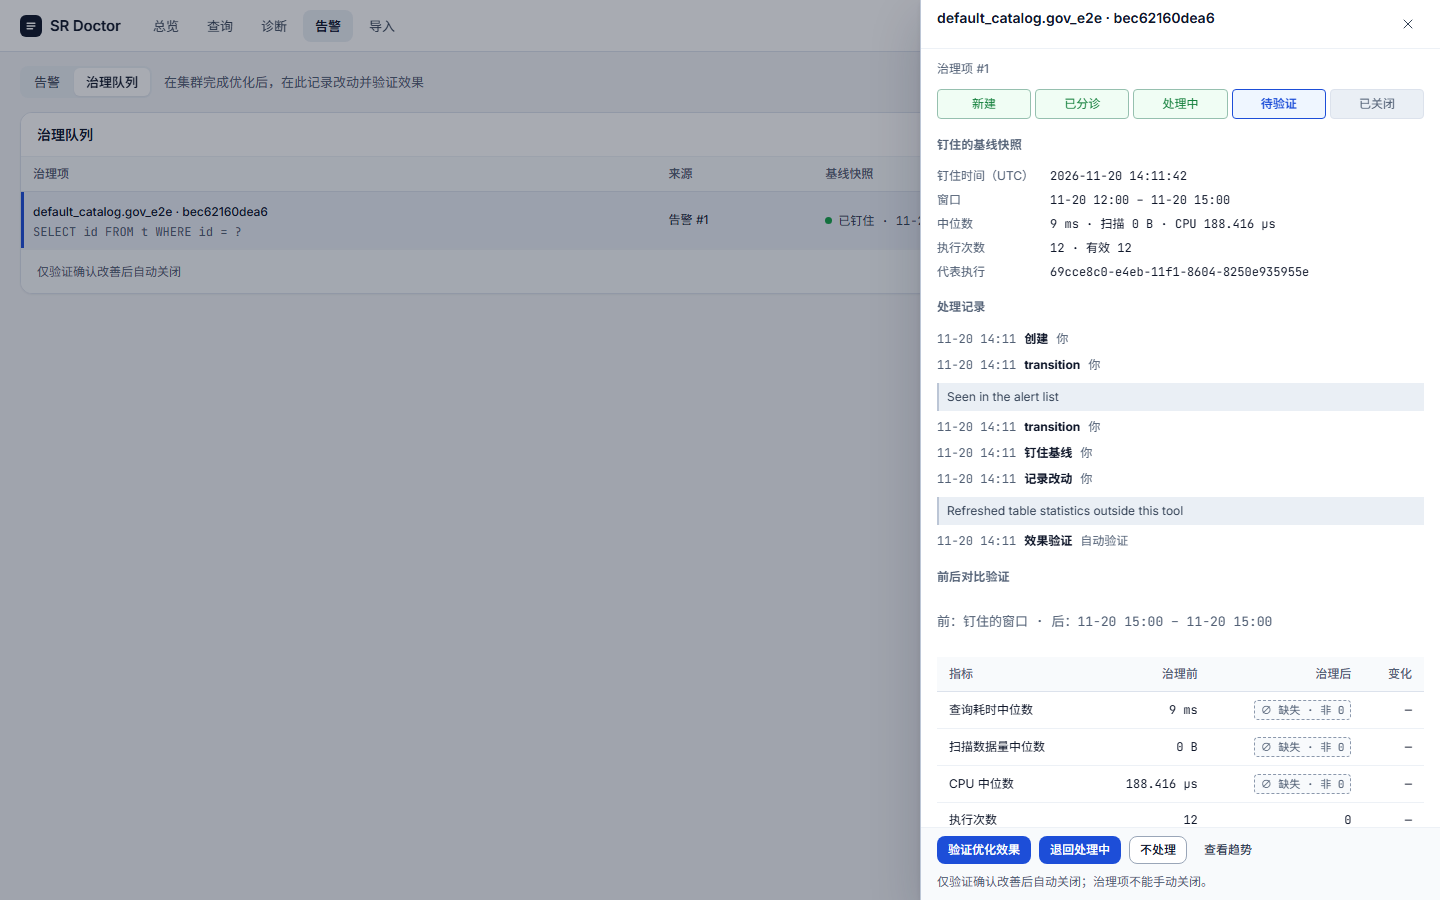 SR Doctor 总览 查询 诊断 告警 导入
告警 治理队列 在集群完成优化后，在此记录改动并验证效果
治理队列
治理项 来源 基线快照
default_catalog.gov_e2e · bec62160dea6
SELECT id FROM t WHERE id = ?
告警 #1
已钉住 · 11-2
仅验证确认改善后自动关闭
default_catalog.gov_e2e · bec62160dea6
治理项 #1
新建 已分诊 处理中 待验证 已关闭
钉住的基线快照
钉住时间（UTC） 2026-11-20 14:11:42
窗口 11-20 12:00 – 11-20 15:00
中位数 9 ms · 扫描 0 B · CPU 188.416 µs
执行次数 12 · 有效 12
代表执行 69cce8c0-e4eb-11f1-8604-8250e935955e
处理记录
11-20 14:11 创建 你
11-20 14:11 transition 你
Seen in the alert list
11-20 14:11 transition 你
11-20 14:11 钉住基线 你
11-20 14:11 记录改动 你
Refreshed table statistics outside this tool
11-20 14:11 效果验证 自动验证
前后对比验证
前：钉住的窗口 · 后：11-20 15:00 – 11-20 15:00
指标 治理前 治理后 变化
查询耗时中位数 9 ms ∅ 缺失 · 非 0 —
扫描数据量中位数 0 B ∅ 缺失 · 非 0 —
CPU 中位数 188.416 µs ∅ 缺失 · 非 0 —
执行次数 12 0 —
验证优化效果 退回处理中 不处理 查看趋势
仅验证确认改善后自动关闭；治理项不能手动关闭。